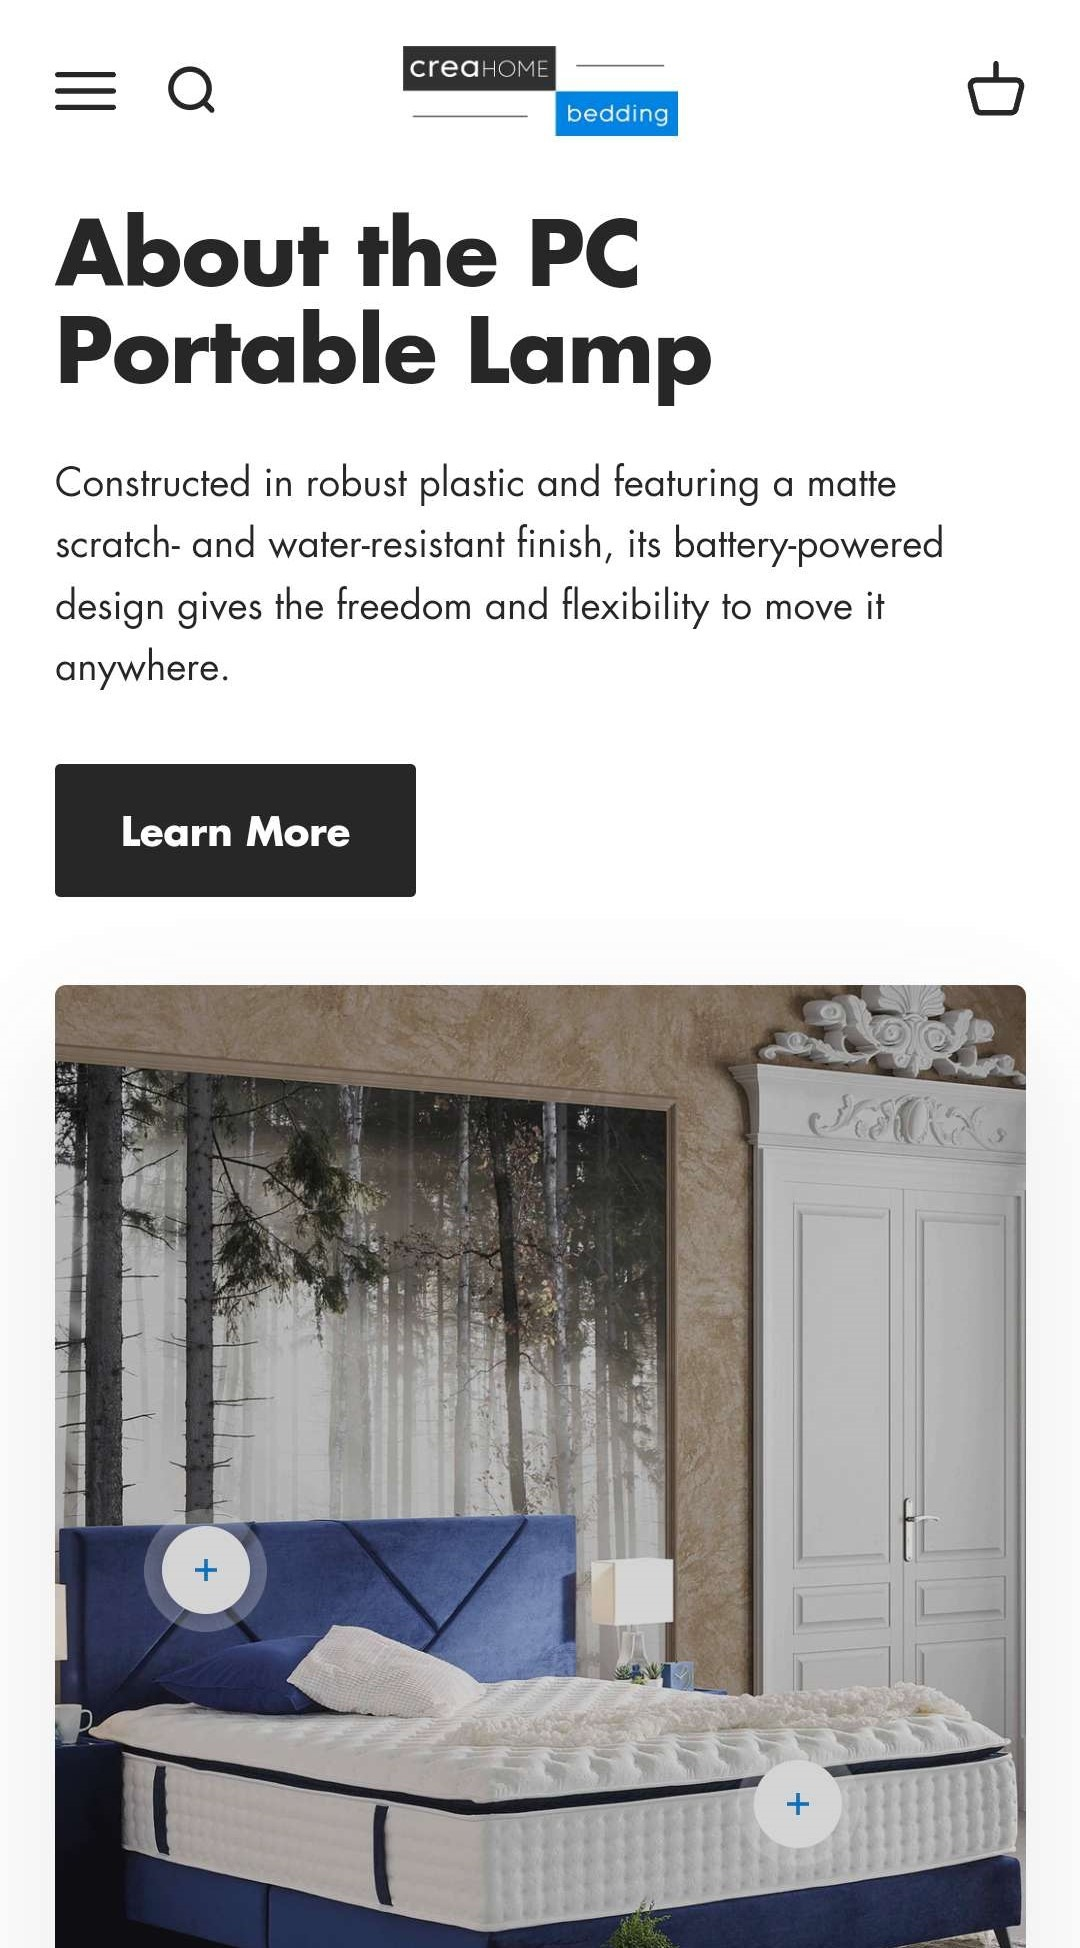 creaHOME
bedding
About the PC
Portable Lamp
Constructed in robust plastic and featuring a matte
scratch- and water-resistant finish, its battery-powered
design gives the freedom and flexibility to move it
anywhere.
Learn More